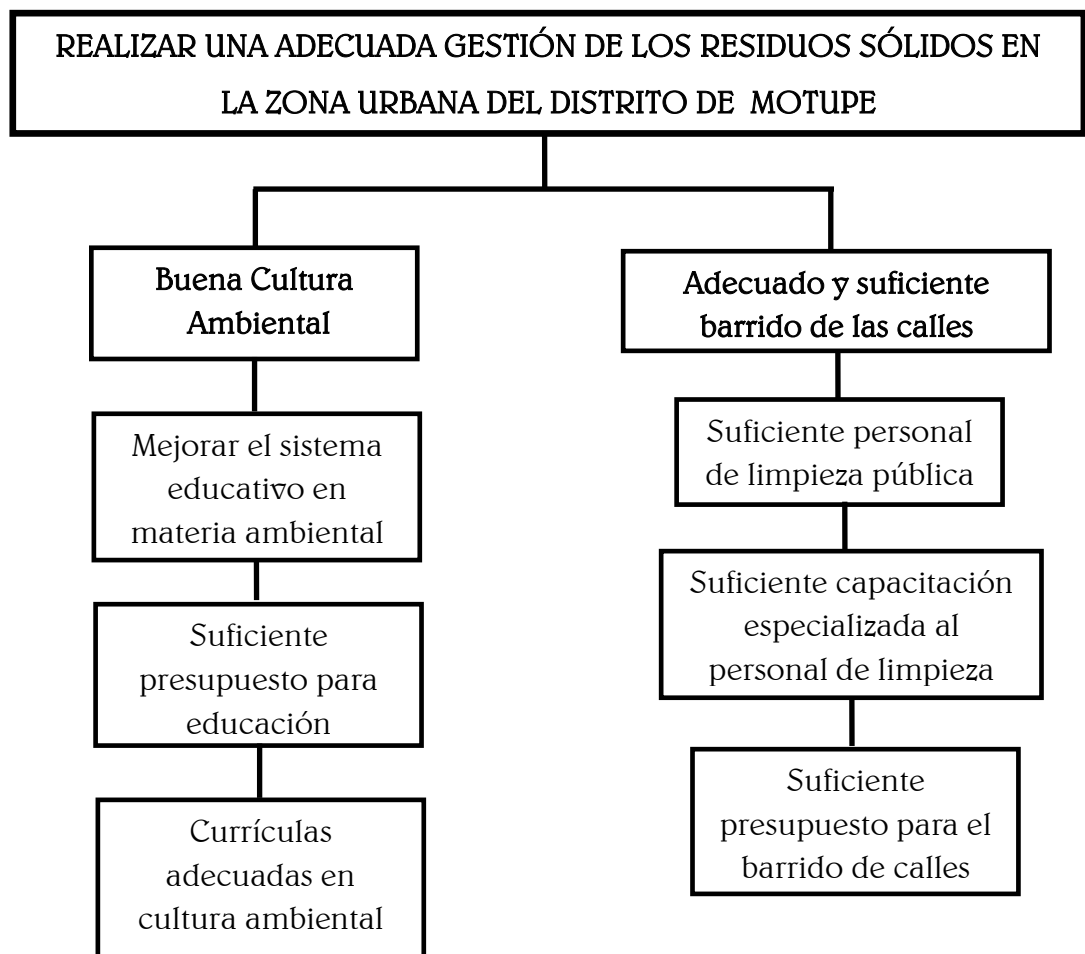 REALIZAR UNA ADECUADA GESTIÓN DE LOS RESIDUOS SÓLIDOS EN
LA ZONA URBANA DEL DISTRITO DE MOTUPE
Buena Cultura
Ambiental
Mejorar el sistema
educativo en
materia ambiental
Suficiente
presupuesto para
educación
Currículas
adecuadas en
cultura ambiental
Adecuado y suficiente
barrido de las calles
Suficiente personal
de limpieza pública
Suficiente capacitación
especializada al
personal de limpieza
Suficiente
presupuesto para el
barrido de calles